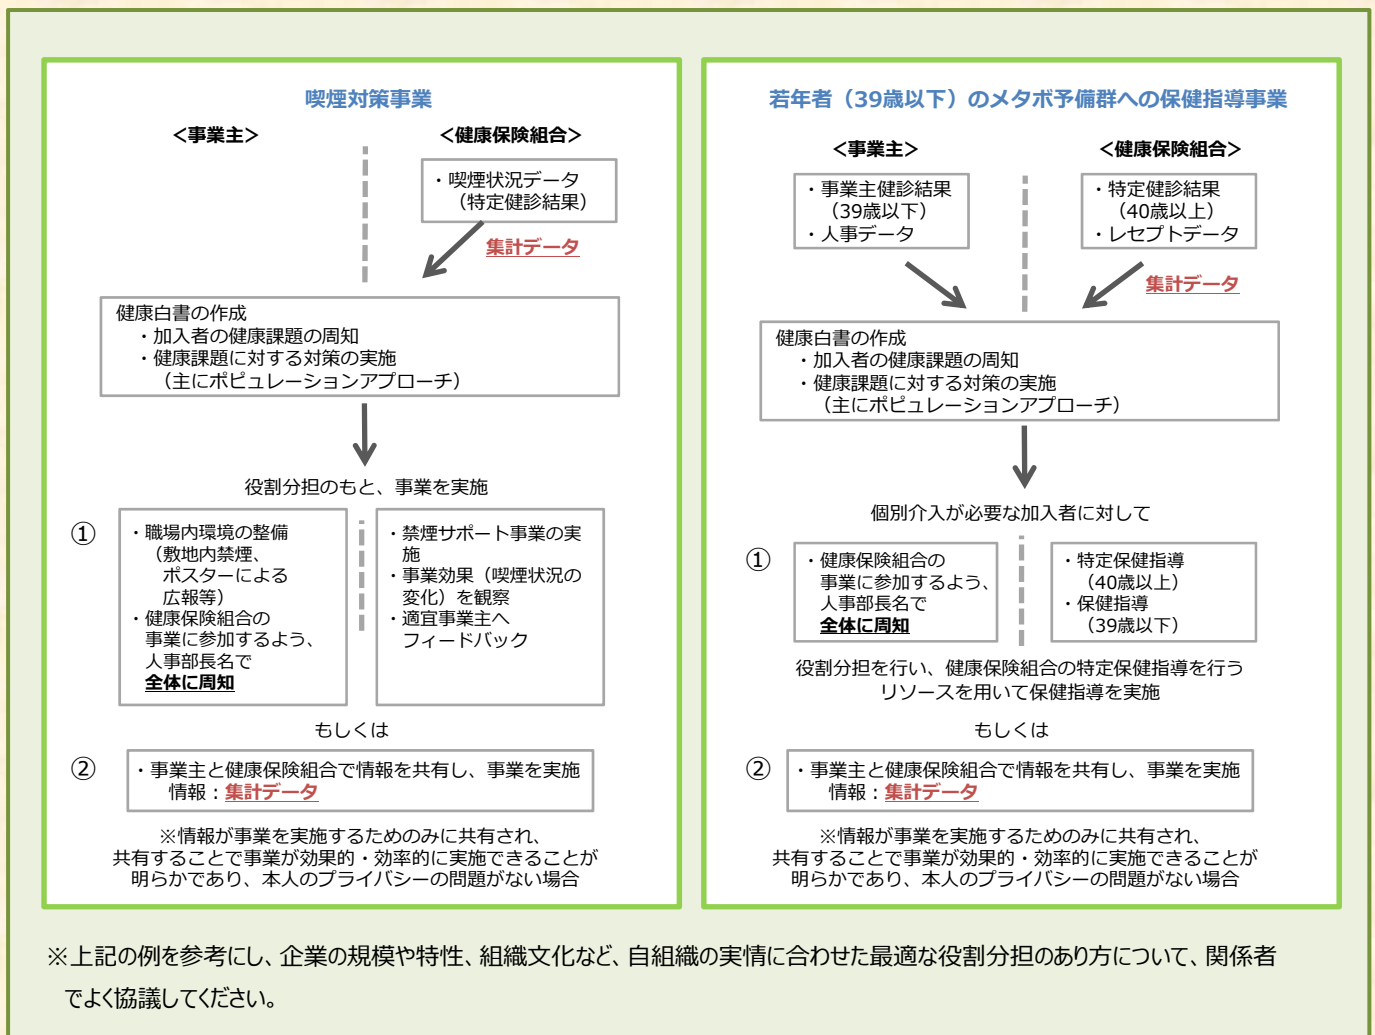 喫煙対策事業
＜事業主＞
＜健康保険組合＞
・喫煙状況データ
（特定健診結果）
集計データ
健康白書の作成
・加入者の健康課題の周知
・健康課題に対する対策の実施
（主にポピュレーションアプローチ）
役割分担のもと、事業を実施
①
・職場内環境の整備
（敷地内禁煙、
ポスターによる
広報等）
・健康保険組合の
事業に参加するよう、
人事部長名で
全体に周知
・禁煙サポート事業の実
施
・事業効果（喫煙状況の
変化）を観察
・適宜事業主へ
フィードバック
もしくは
②
・事業主と健康保険組合で情報を共有し、事業を実施
情報：集計データ
※情報が事業を実施するためのみに共有され、
共有することで事業が効果的・効率的に実施できることが
明らかであり、本人のプライバシーの問題がない場合
若年者（39歳以下）のメタボ予備群への保健指導事業
＜事業主＞
＜健康保険組合＞
・事業主健診結果
（39歳以下）
・人事データ
・特定健診結果
（40歳以上）
・レセプトデータ
集計データ
健康白書の作成
・加入者の健康課題の周知
・健康課題に対する対策の実施
（主にポピュレーションアプローチ）
個別介入が必要な加入者に対して
①
・健康保険組合の
事業に参加するよう、
人事部長名で
全体に周知
・特定保健指導
（40歳以上）
・保健指導
（39歳以下）
役割分担を行い、健康保険組合の特定保健指導を行う
リソースを用いて保健指導を実施
もしくは
②
・事業主と健康保険組合で情報を共有し、事業を実施
情報：集計データ
※情報が事業を実施するためのみに共有され、
共有することで事業が効果的・効率的に実施できることが
明らかであり、本人のプライバシーの問題がない場合
※上記の例を参考にし、企業の規模や特性、組織文化など、自組織の実情に合わせた最適な役割分担のあり方について、関係者
でよく協議してください。